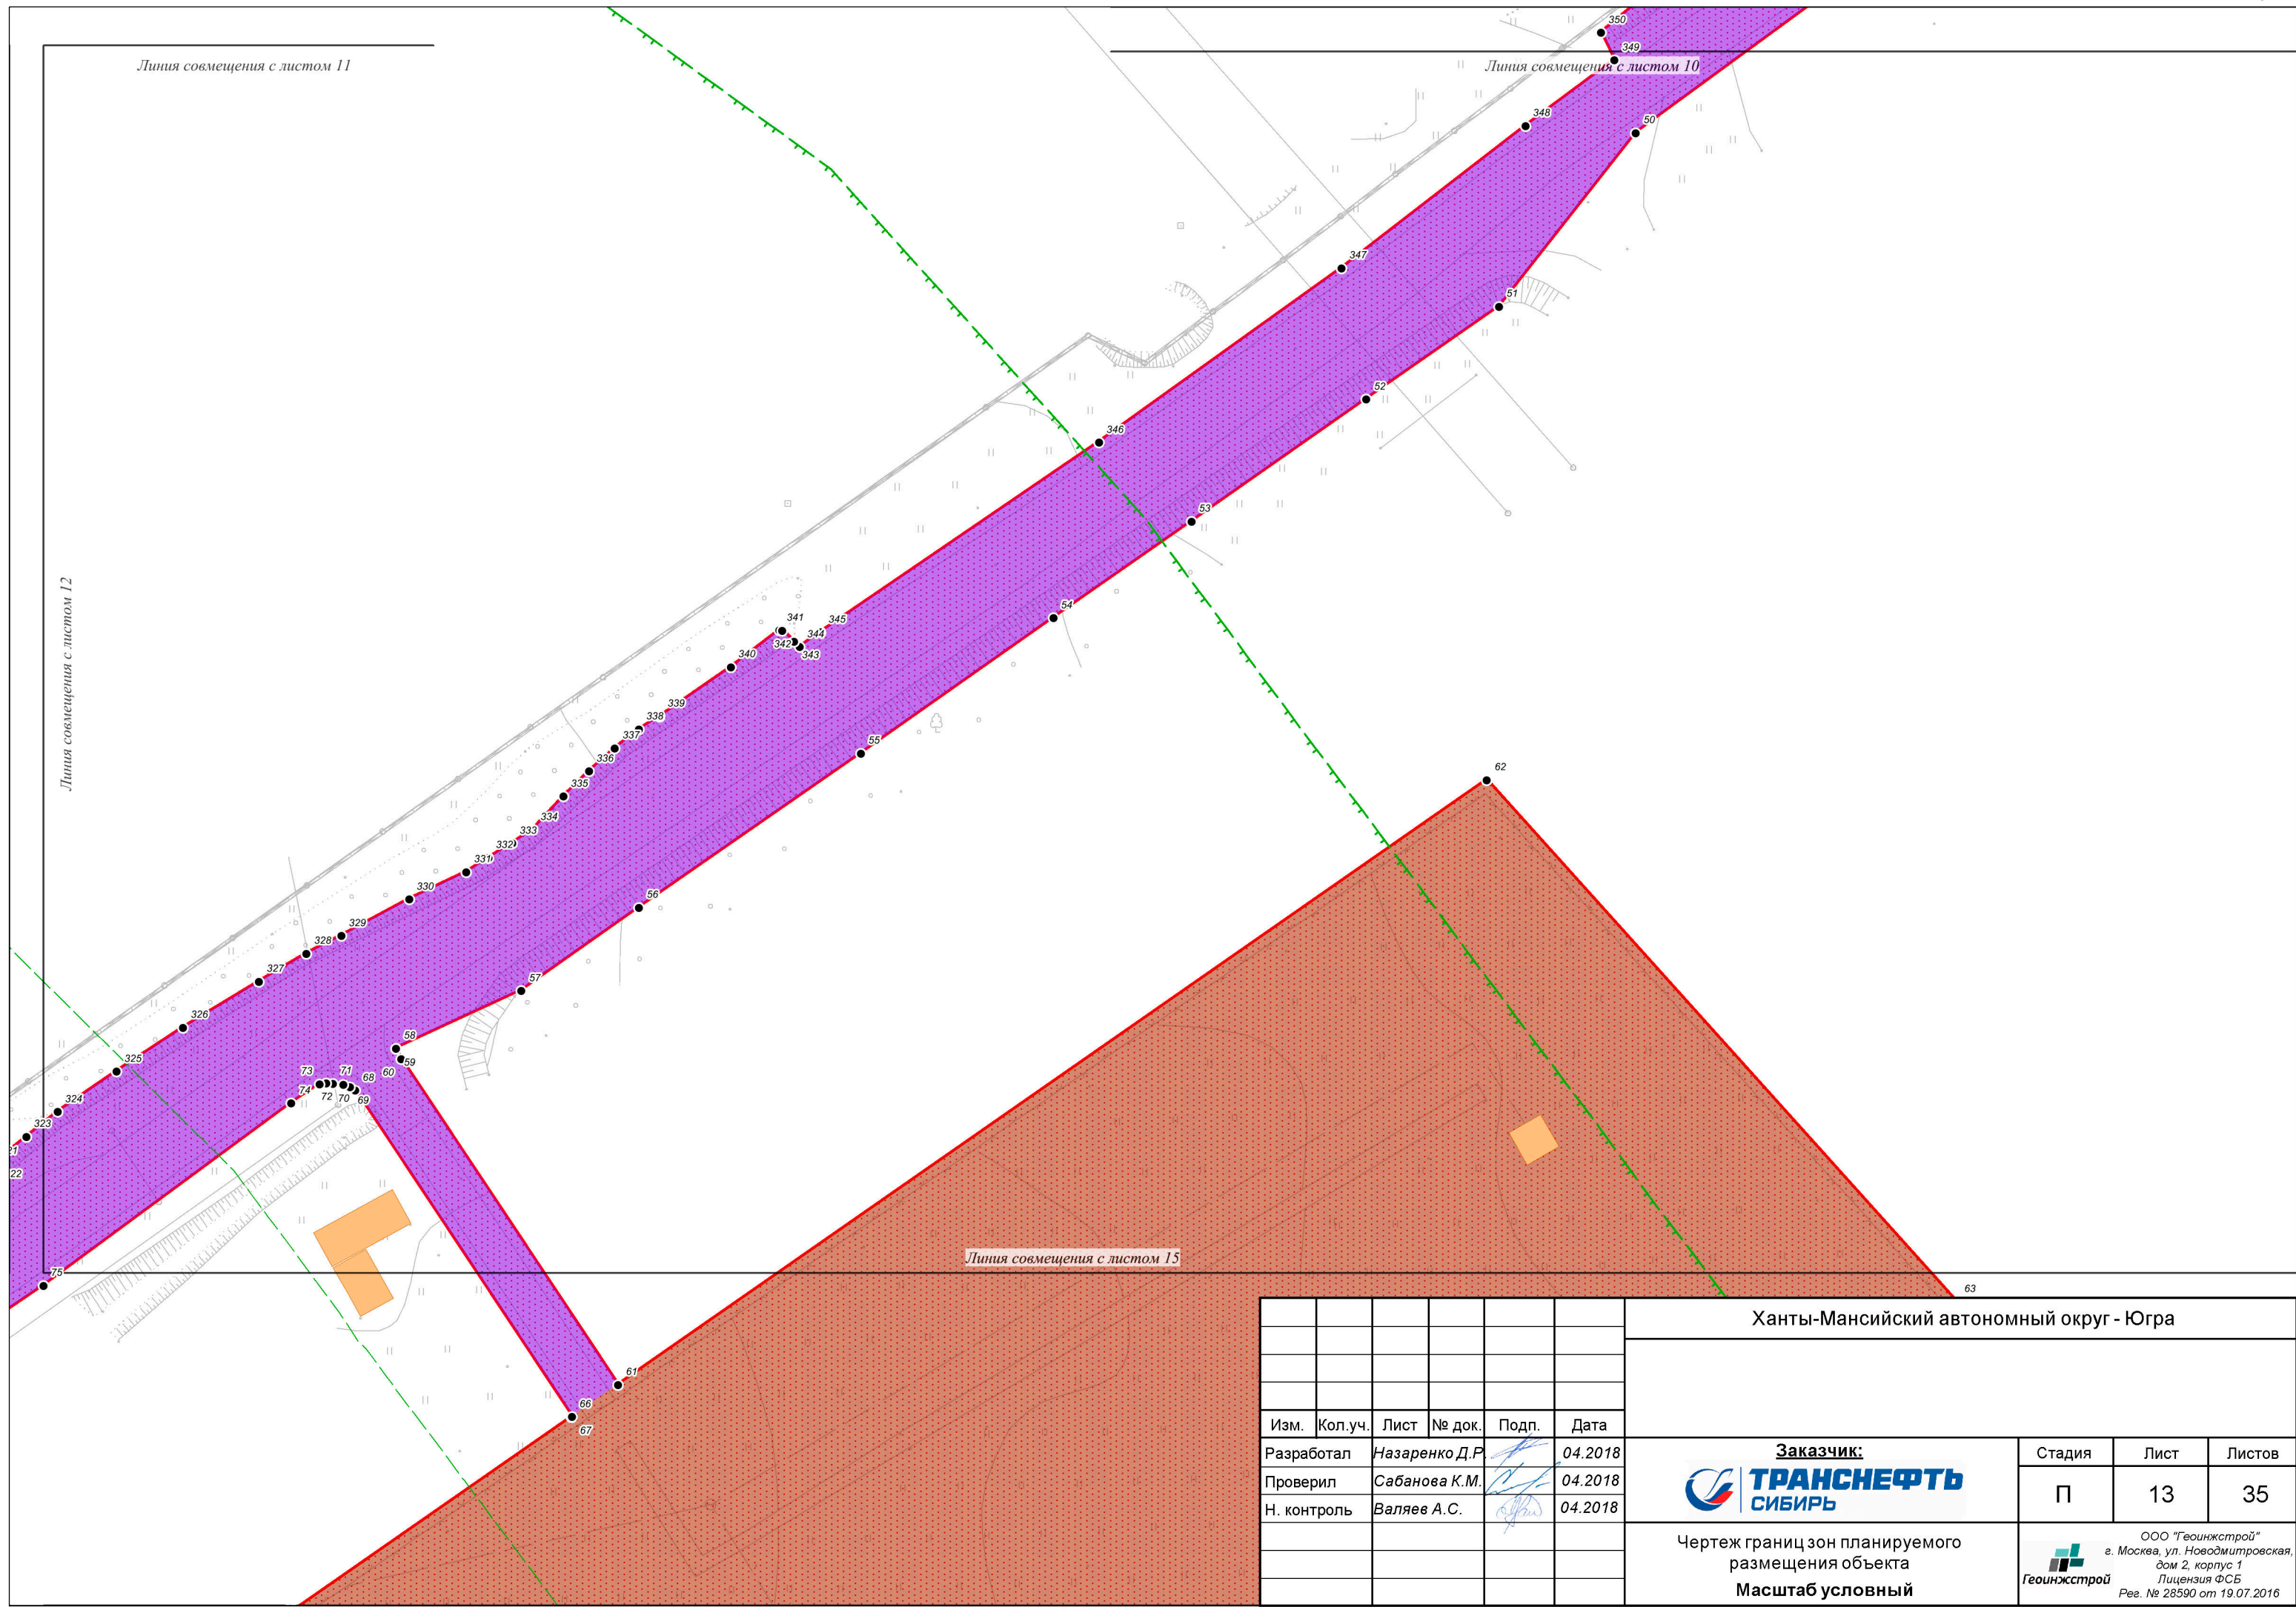 Линия совмещения с листом 11
Линия совмещения с листом 10
Линия совмещения с листом 12
350
349
348
50
347
51
52
346
53
54
341
345
344
342
343
340
339
338
337
336
335
334
333
332
331
330
329
328
327
326
325
324
323
21
22
55
56
57
58
59
60
62
73
71
68
74
72
70
69
75
Линия совмещения с листом 15
63
61
66
67
Ханты-Мансийский автономный округ - Югра
Изм. Кол.уч. Лист № док. Подп. Дата
Разработал Назаренко Д.Р. 04.2018
Проверил Сабанова К.М. 04.2018
Н. контроль Валяев А.С. 04.2018
Заказчик:
ТРАНСНЕФТЬ
СИБИРЬ
Стадия Лист Листов
П 13 35
Чертеж границ зон планируемого
размещения объекта
Масштаб условный
Геоинжстрой
ООО "Геоинжстрой"
г. Москва, ул. Новодмитровская,
дом 2, корпус 1
Лицензия ФСБ
Рег. № 28590 от 19.07.2016